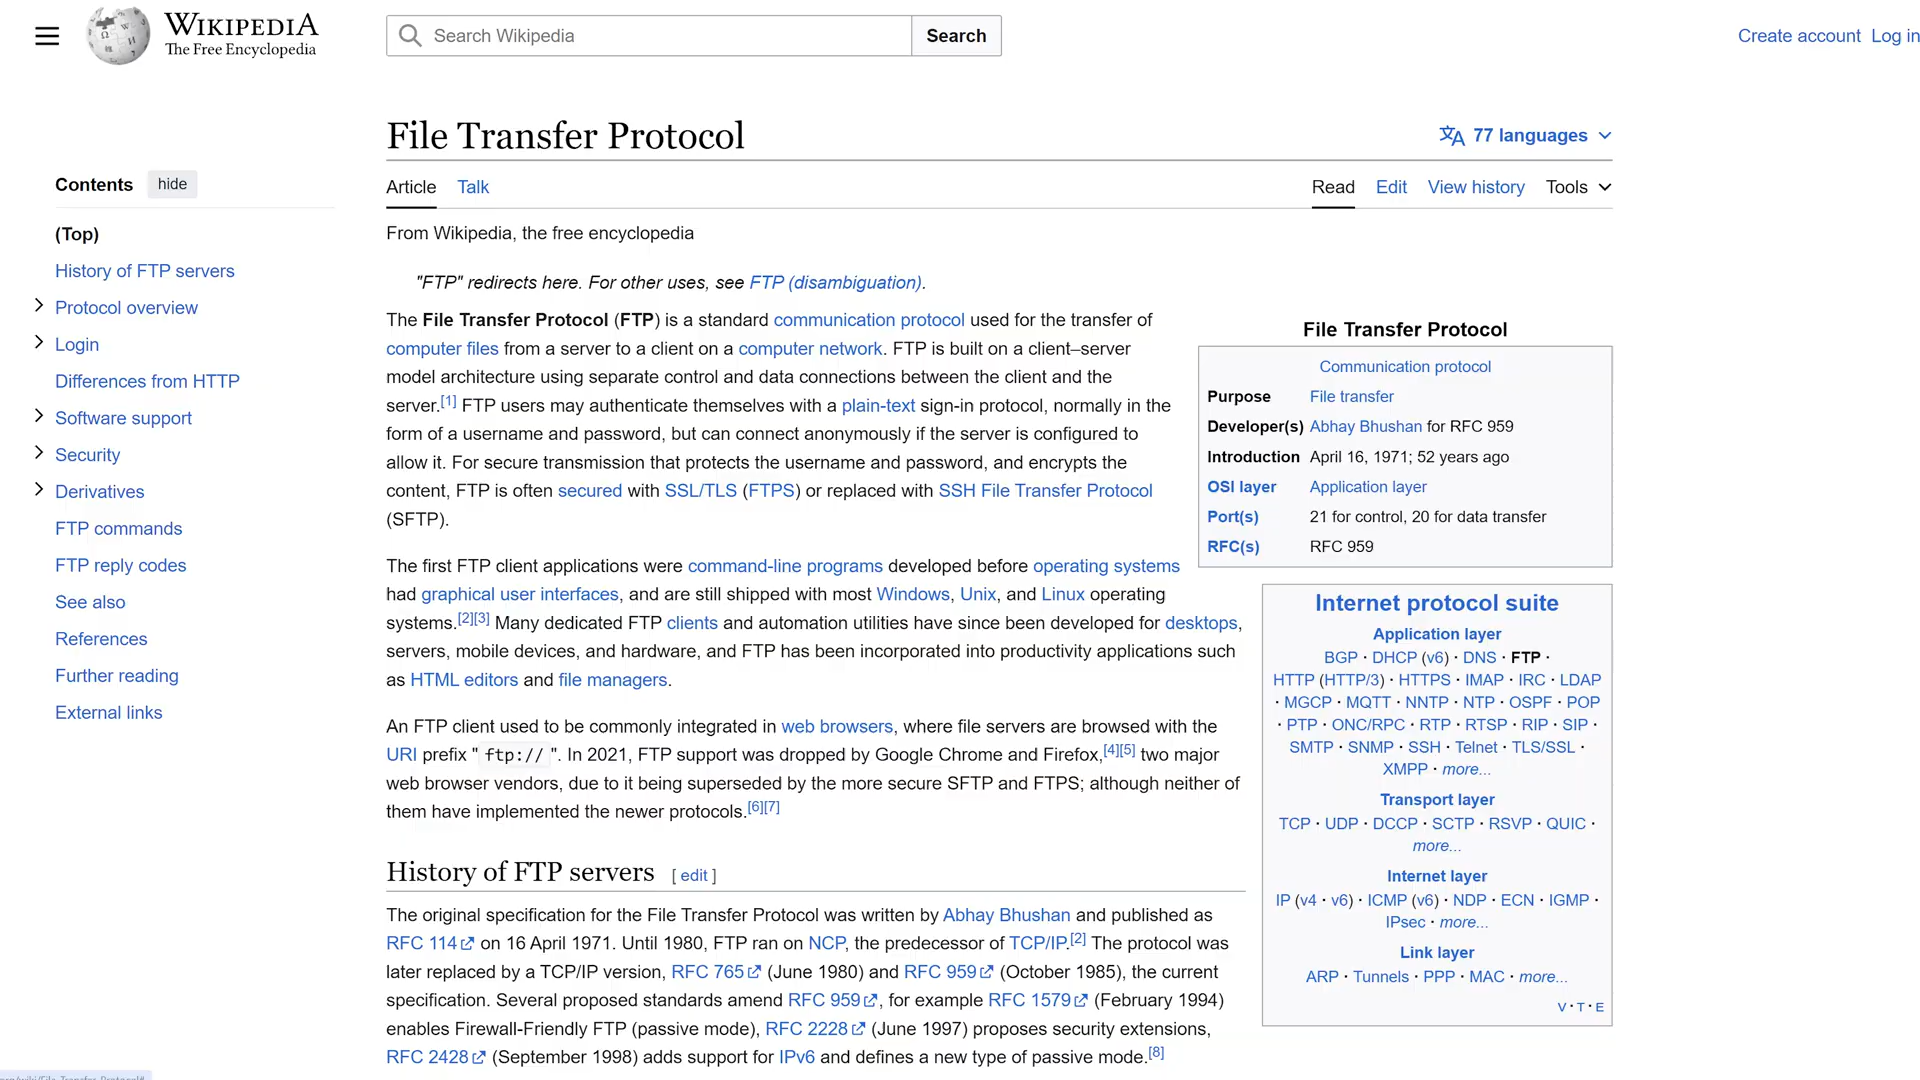 WIKIPEDIA
The Free Encyclopedia
Search Wikipedia
Search
Create account Log in
File Transfer Protocol
77 languages
Contents hide
Article Talk
Read Edit View history Tools
(Top)
History of FTP servers
Protocol overview
Login
Differences from HTTP
Software support
Security
Derivatives
FTP commands
FTP reply codes
See also
References
Further reading
External links
From Wikipedia, the free encyclopedia
"FTP" redirects here. For other uses, see FTP (disambiguation).
The File Transfer Protocol (FTP) is a standard communication protocol used for the transfer of
computer files from a server to a client on a computer network. FTP is built on a client–server
model architecture using separate control and data connections between the client and the
server.[1] FTP users may authenticate themselves with a plain-text sign-in protocol, normally in the
form of a username and password, but can connect anonymously if the server is configured to
allow it. For secure transmission that protects the username and password, and encrypts the
content, FTP is often secured with SSL/TLS (FTPS) or replaced with SSH File Transfer Protocol
(SFTP).
The first FTP client applications were command-line programs developed before operating systems
had graphical user interfaces, and are still shipped with most Windows, Unix, and Linux operating
systems.[2][3] Many dedicated FTP clients and automation utilities have since been developed for desktops,
servers, mobile devices, and hardware, and FTP has been incorporated into productivity applications such
as HTML editors and file managers.
An FTP client used to be commonly integrated in web browsers, where file servers are browsed with the
URI prefix "ftp://". In 2021, FTP support was dropped by Google Chrome and Firefox,[4][5] two major
web browser vendors, due to it being superseded by the more secure SFTP and FTPS; although neither of
them have implemented the newer protocols.[6][7]
History of FTP servers [ edit ]
The original specification for the File Transfer Protocol was written by Abhay Bhushan and published as
RFC 114 on 16 April 1971. Until 1980, FTP ran on NCP, the predecessor of TCP/IP.[2] The protocol was
later replaced by a TCP/IP version, RFC 765 (June 1980) and RFC 959 (October 1985), the current
specification. Several proposed standards amend RFC 959, for example RFC 1579 (February 1994)
enables Firewall-Friendly FTP (passive mode), RFC 2228 (June 1997) proposes security extensions,
RFC 2428 (September 1998) adds support for IPv6 and defines a new type of passive mode.[8]
File Transfer Protocol
Communication protocol
Purpose File transfer
Developer(s) Abhay Bhushan for RFC 959
Introduction April 16, 1971; 52 years ago
OSI layer Application layer
Port(s) 21 for control, 20 for data transfer
RFC(s) RFC 959
Internet protocol suite
Application layer
BGP · DHCP (v6) · DNS · FTP ·
HTTP (HTTP/3) · HTTPS · IMAP · IRC · LDAP
· MGCP · MQTT · NNTP · NTP · OSPF · POP
· PTP · ONC/RPC · RTP · RTSP · RIP · SIP ·
SMTP · SNMP · SSH · Telnet · TLS/SSL ·
XMPP · more...
Transport layer
TCP · UDP · DCCP · SCTP · RSVP · QUIC ·
more...
Internet layer
IP (v4 · v6) · ICMP (v6) · NDP · ECN · IGMP ·
IPsec · more...
Link layer
ARP · Tunnels · PPP · MAC · more...
V · T · E